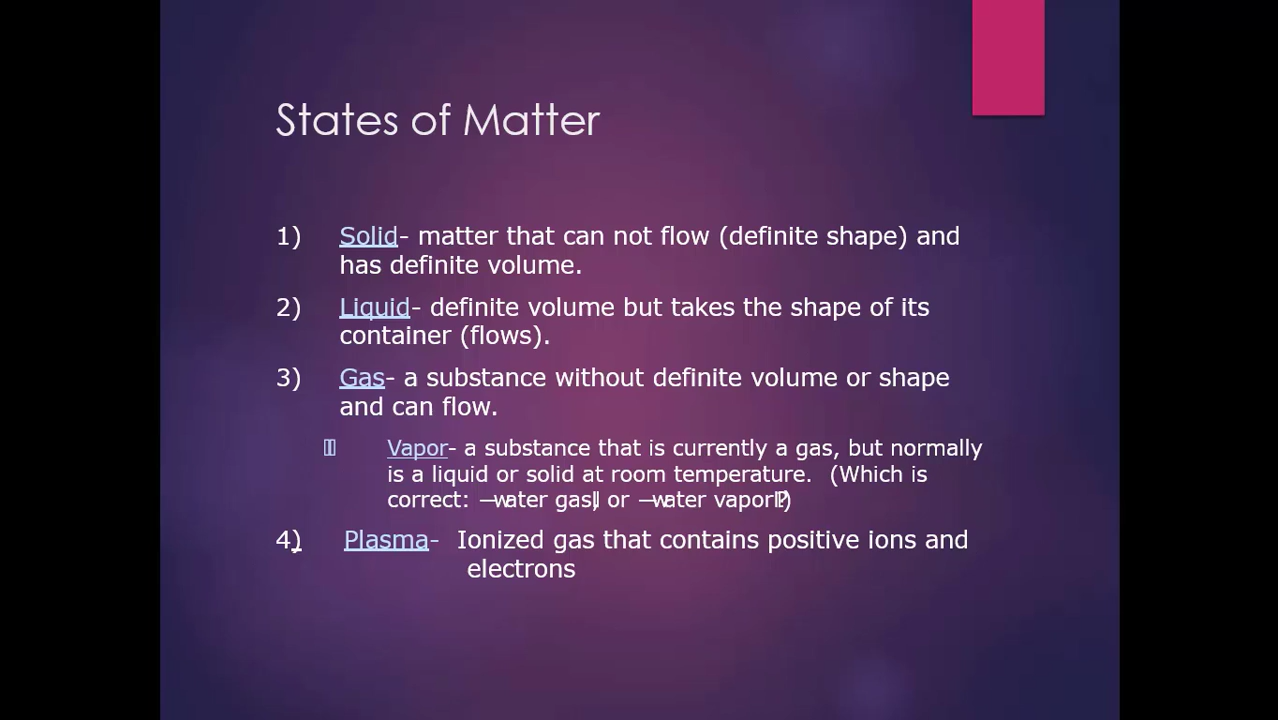 States of Matter
1) Solid- matter that can not flow (definite shape) and
has definite volume.
2) Liquid- definite volume but takes the shape of its
container (flows).
3) Gas- a substance without definite volume or shape
and can flow.
Vapor- a substance that is currently a gas, but normally
is a liquid or solid at room temperature. (Which is
correct: ―water gas‖, or ―water vapor‖?)
4) Plasma- Ionized gas that contains positive ions and
electrons